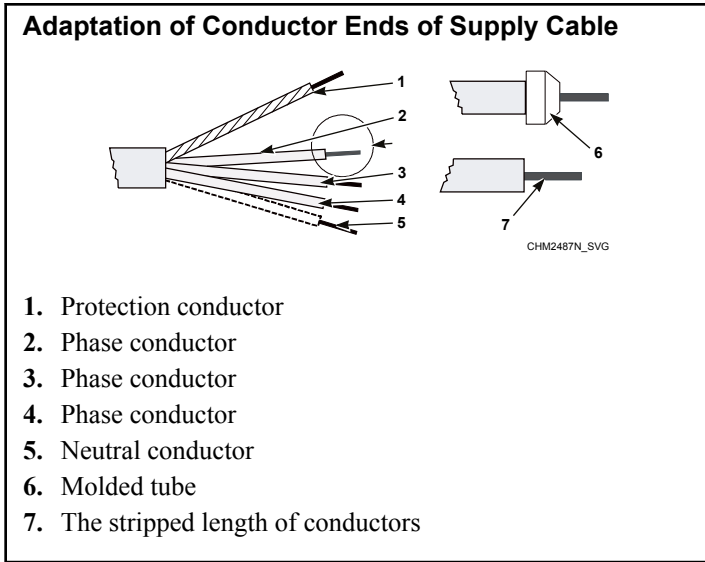 Adaptation of Conductor Ends of Supply Cable
1
2
3
4
5
6
7
CHM2487N_SVG
1. Protection conductor
2. Phase conductor
3. Phase conductor
4. Phase conductor
5. Neutral conductor
6. Molded tube
7. The stripped length of conductors